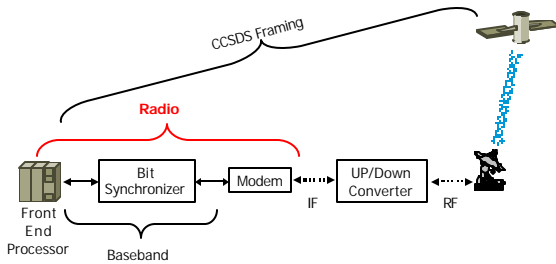 CCSDS Framing
Radio
Bit
Synchronizer
Modem
UP/Down
Converter
IF
RF
Front
End
Processor
Baseband